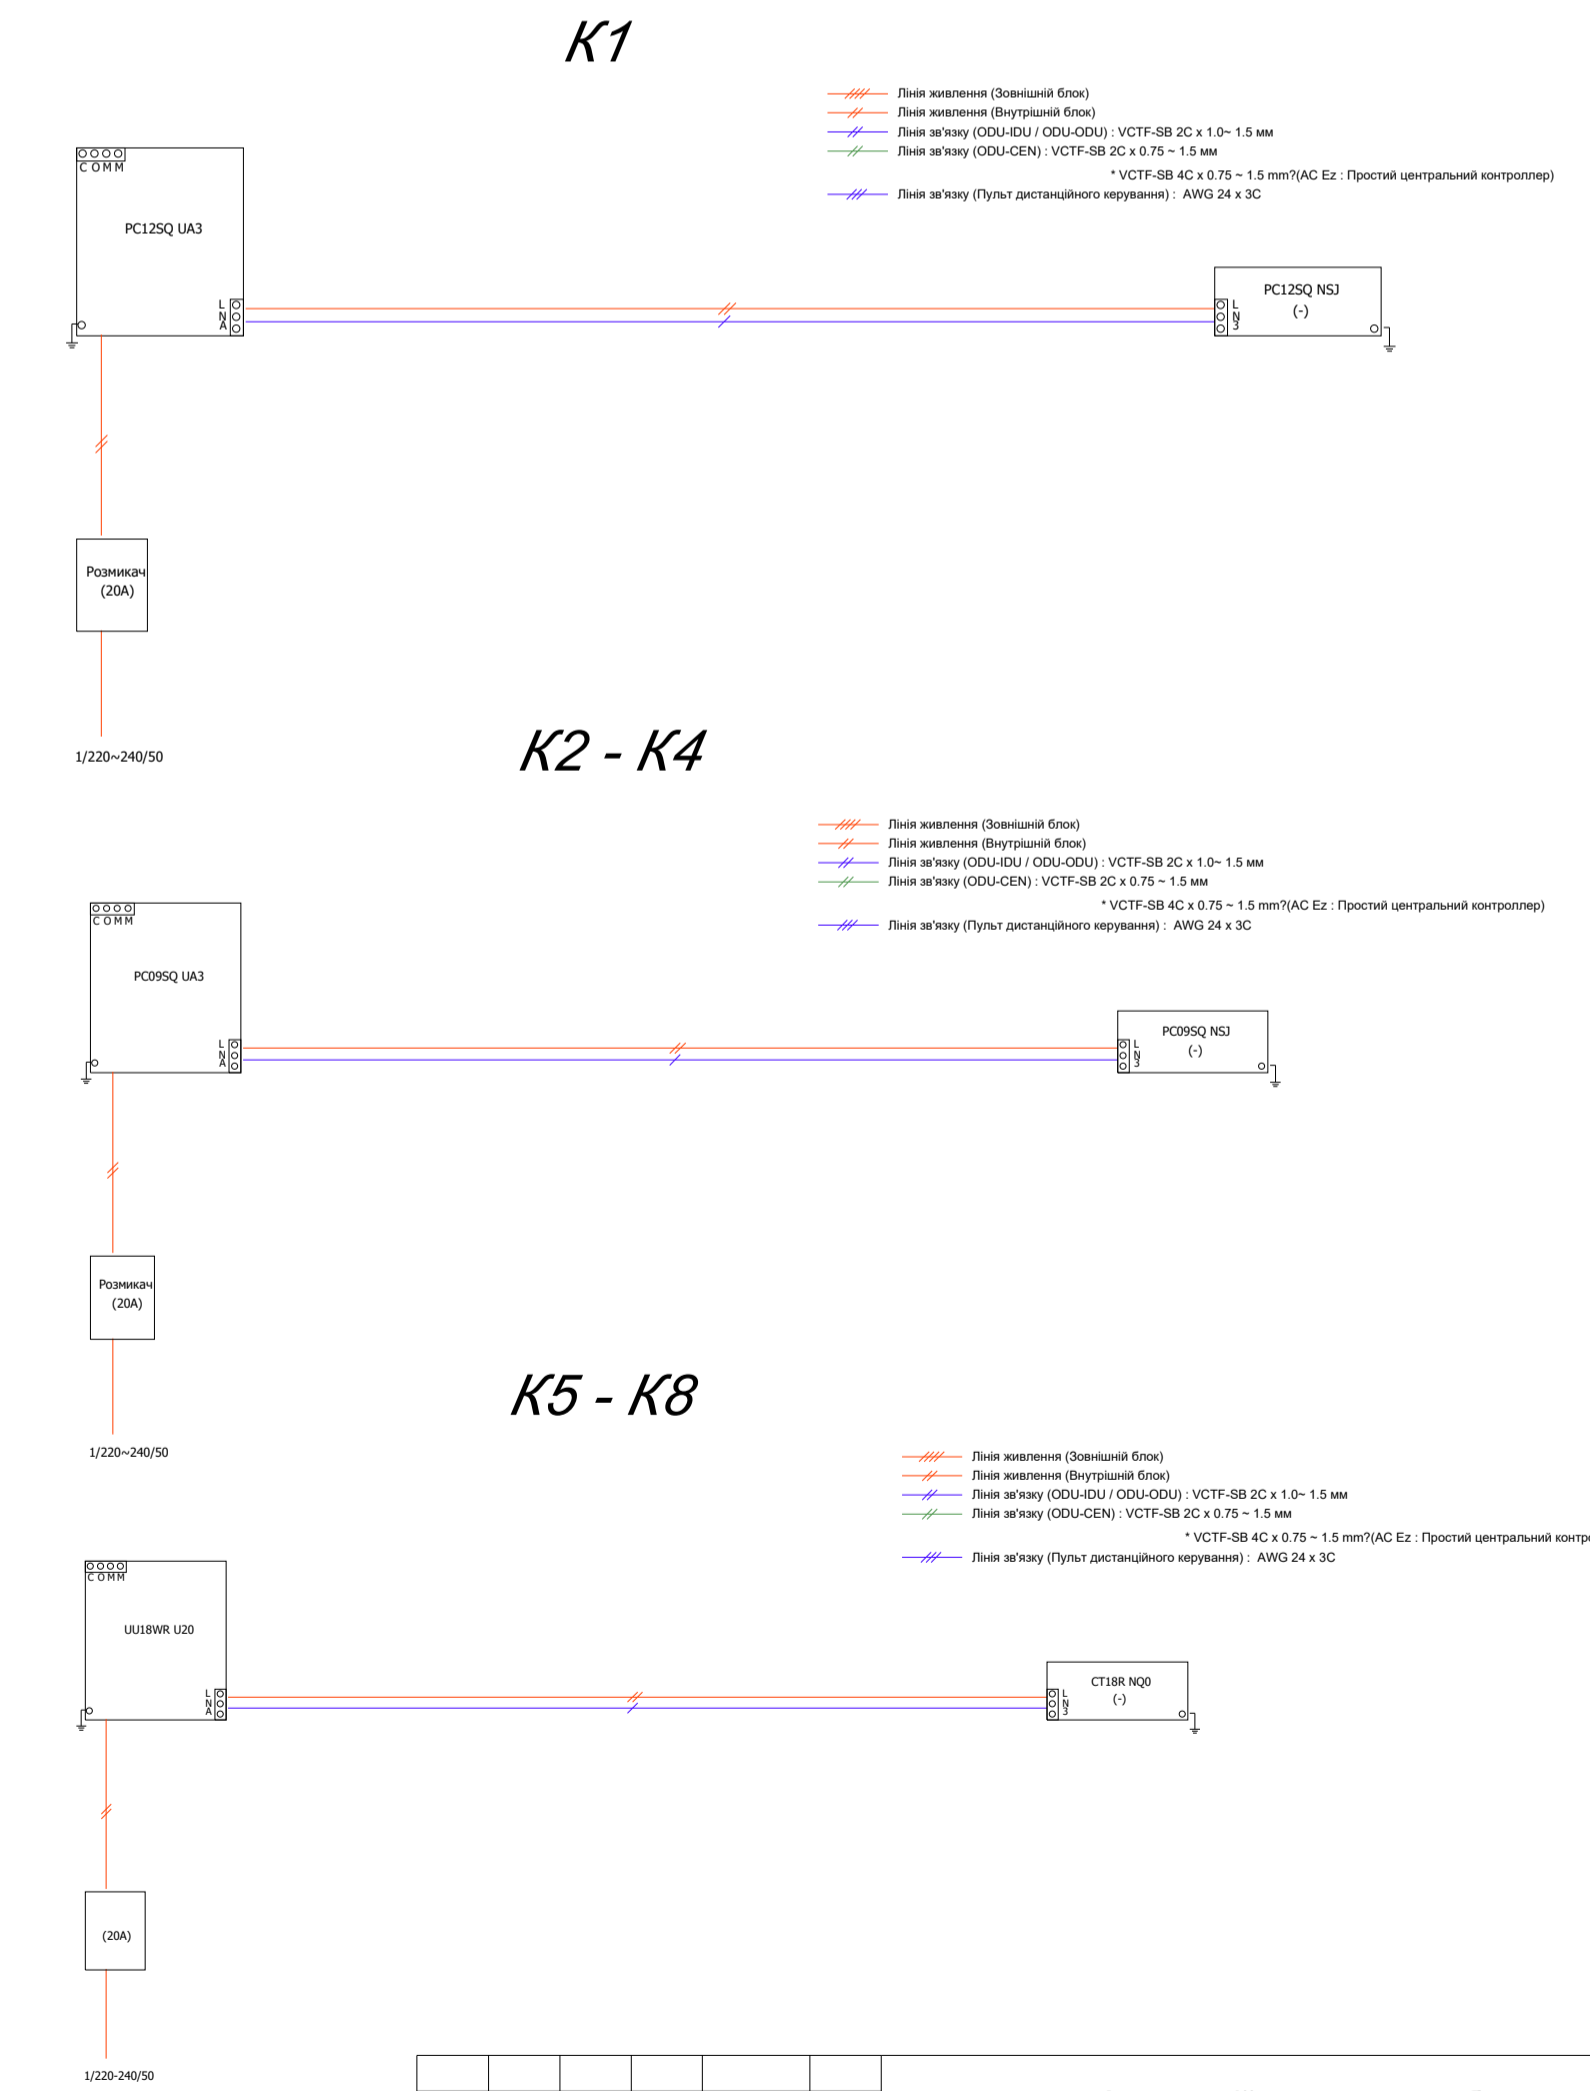 К1
Лінія живлення (Зовнішній блок)
Лінія живлення (Внутрішній блок)
Лінія зв'язку (ODU-IDU / ODU-ODU) : VCTF-SB 2C x 1.0~ 1.5 мм
Лінія зв'язку (ODU-CEN) : VCTF-SB 2C x 0.75 ~ 1.5 мм
* VCTF-SB 4C x 0.75 ~ 1.5 mm?(AC Ez : Простий центральний контроллер)
Лінія зв'язку (Пульт дистанційного керування) : AWG 24 x 3C
C O M M
PC12SQ UA3
L
N
A
PC12SQ NSJ
(-)
L
N
3
Розмикач
(20A)
1/220~240/50
К2 - К4
Лінія живлення (Зовнішній блок)
Лінія живлення (Внутрішній блок)
Лінія зв'язку (ODU-IDU / ODU-ODU) : VCTF-SB 2C x 1.0~ 1.5 мм
Лінія зв'язку (ODU-CEN) : VCTF-SB 2C x 0.75 ~ 1.5 мм
* VCTF-SB 4C x 0.75 ~ 1.5 mm?(AC Ez : Простий центральний контроллер)
Лінія зв'язку (Пульт дистанційного керування) : AWG 24 x 3C
C O M M
PC09SQ UA3
L
N
A
PC09SQ NSJ
(-)
L
N
3
Розмикач
(20A)
1/220~240/50
К5 - К8
Лінія живлення (Зовнішній блок)
Лінія живлення (Внутрішній блок)
Лінія зв'язку (ODU-IDU / ODU-ODU) : VCTF-SB 2C x 1.0~ 1.5 мм
Лінія зв'язку (ODU-CEN) : VCTF-SB 2C x 0.75 ~ 1.5 мм
* VCTF-SB 4C x 0.75 ~ 1.5 mm?(AC Ez : Простий центральний контр
Лінія зв'язку (Пульт дистанційного керування) : AWG 24 x 3C
C O M M
UU18WR U20
L
N
A
CT18R NQ0
(-)
L
N
3
(20A)
1/220-240/50